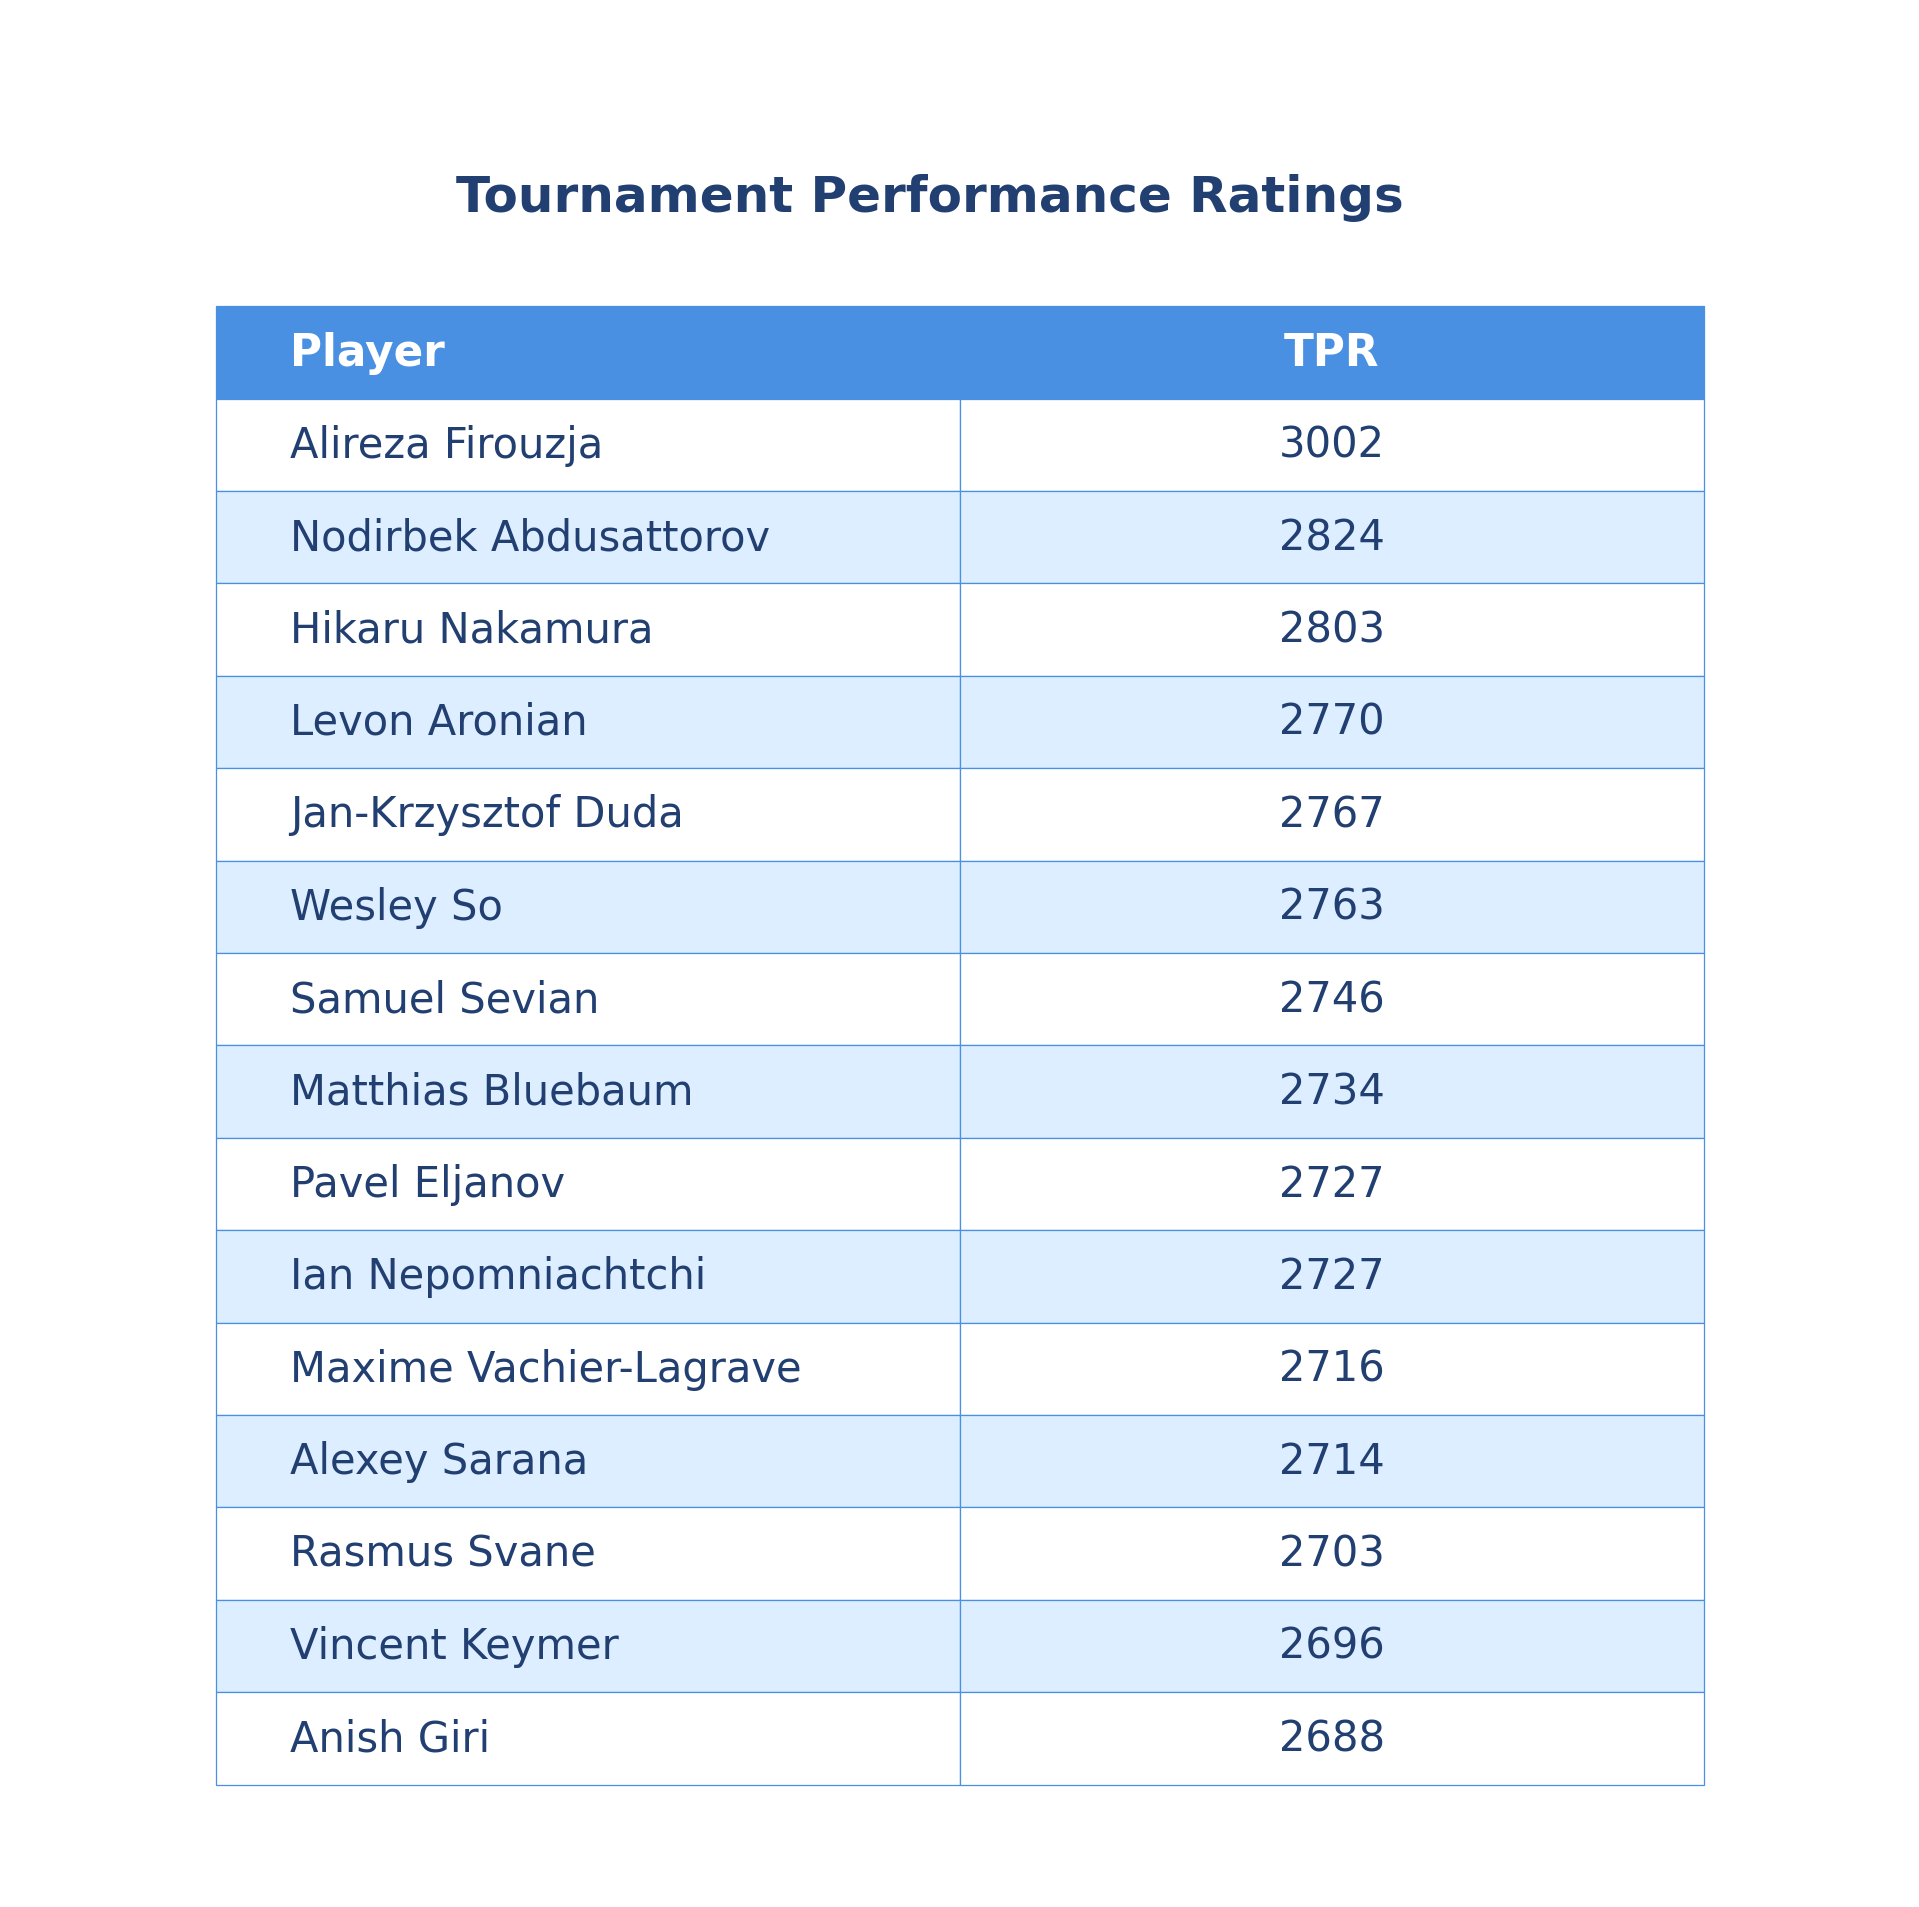 Tournament Performance Ratings
Player TPR
Alireza Firouzja 3002
Nodirbek Abdusattorov 2824
Hikaru Nakamura 2803
Levon Aronian 2770
Jan-Krzysztof Duda 2767
Wesley So 2763
Samuel Sevian 2746
Matthias Bluebaum 2734
Pavel Eljanov 2727
Ian Nepomniachtchi 2727
Maxime Vachier-Lagrave 2716
Alexey Sarana 2714
Rasmus Svane 2703
Vincent Keymer 2696
Anish Giri 2688